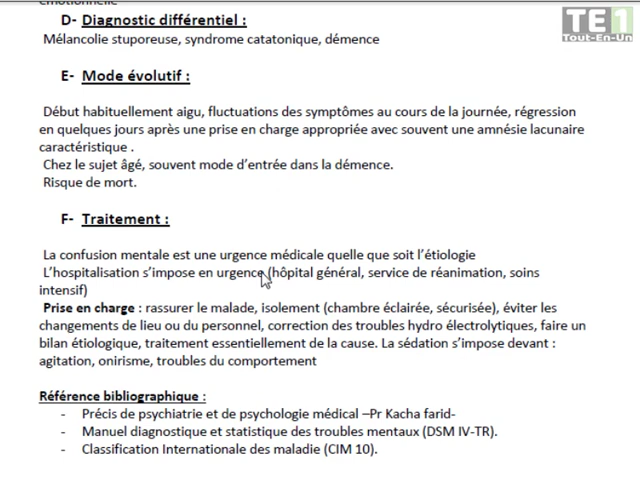 émotionnelle
D- Diagnostic différentiel :
TE1
Tout-En-Un
Mélancolie stuporeuse, syndrome catatonique, démence
E- Mode évolutif :
Début habituellement aigu, fluctuations des symptômes au cours de la journée, régression
en quelques jours après une prise en charge appropriée avec souvent une amnésie lacunaire
caractéristique .
Chez le sujet âgé, souvent mode d’entrée dans la démence.
Risque de mort.
F- Traitement :
La confusion mentale est une urgence médicale quelle que soit l’étiologie
L’hospitalisation s’impose en urgence (hôpital général, service de réanimation, soins
intensif)
Prise en charge : rassurer le malade, isolement (chambre éclairée, sécurisée), éviter les
changements de lieu ou du personnel, correction des troubles hydro électrolytiques, faire un
bilan étiologique, traitement essentiellement de la cause. La sédation s’impose devant :
agitation, onirisme, troubles du comportement
Référence bibliographique :
- Précis de psychiatrie et de psychologie médical –Pr Kacha farid-
- Manuel diagnostique et statistique des troubles mentaux (DSM IV-TR).
- Classification Internationale des maladie (CIM 10).